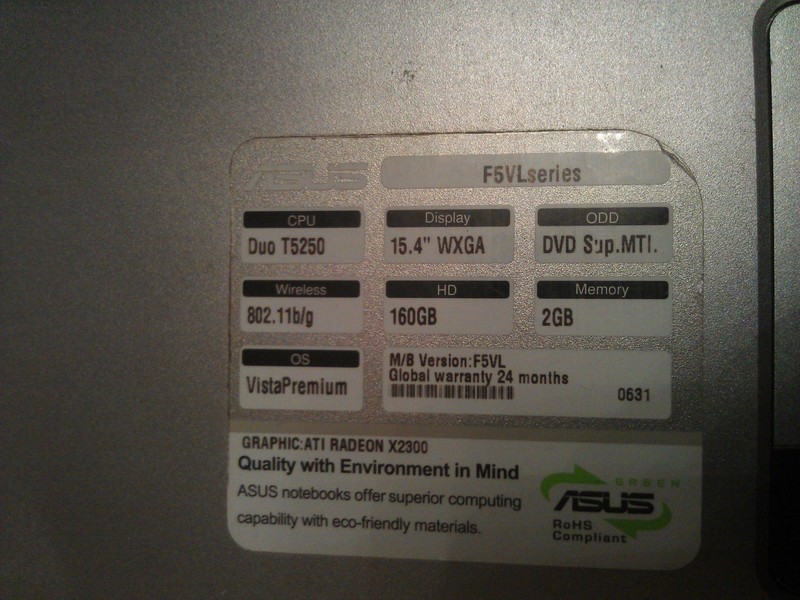 ASUS
F5VLseries
CPU
Duo T5250
Display
15.4" WXGA
ODD
DVD Sup.MTI.
Wireless
802.11b/g
HD
160GB
Memory
2GB
OS
VistaPremium
M/B Version:F5VL
Global warranty 24 months
0631
GRAPHIC:ATI RADEON X2300
Quality with Environment in Mind
ASUS notebooks offer superior computing
capability with eco-friendly materials.
GREEN
ASUS
RoHS
Compliant